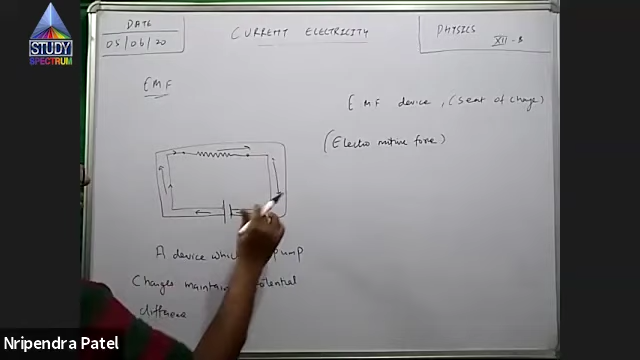 STUDY
SPECTRUM
DATE
05/06/20
CURRENT ELECTRICITY
PHYSICS
XII - B
EMF
EMF device, (Seat of Charge)
(Electro motive force)
A device whi pump
Charges maintain potential
difference
Nripendra Patel